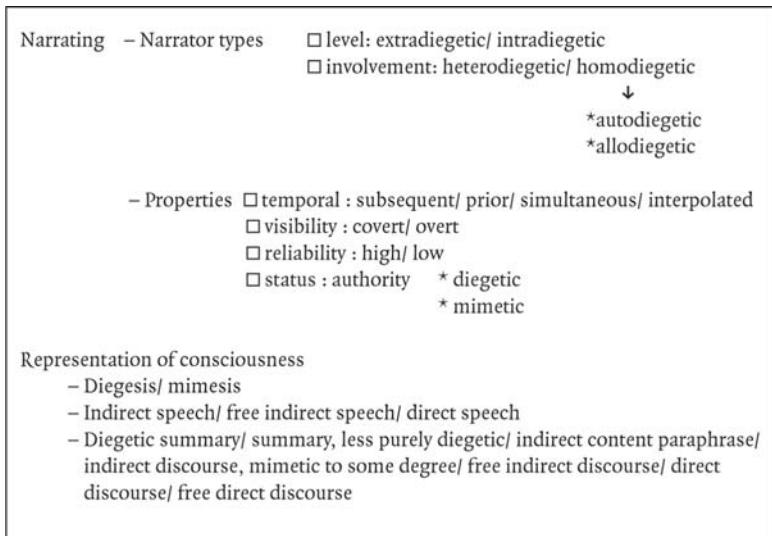 Narrating – Narrator types □ level: extradiegetic/ intradiegetic
□ involvement: heterodiegetic/ homodiegetic
↓
*autodiegetic
*allodiegetic
– Properties □ temporal : subsequent/ prior/ simultaneous/ interpolated
□ visibility : covert/ overt
□ reliability : high/ low
□ status : authority * diegetic
* mimetic
Representation of consciousness
– Diegesis/ mimesis
– Indirect speech/ free indirect speech/ direct speech
– Diegetic summary/ summary, less purely diegetic/ indirect content paraphrase/
indirect discourse, mimetic to some degree/ free indirect discourse/ direct
discourse/ free direct discourse